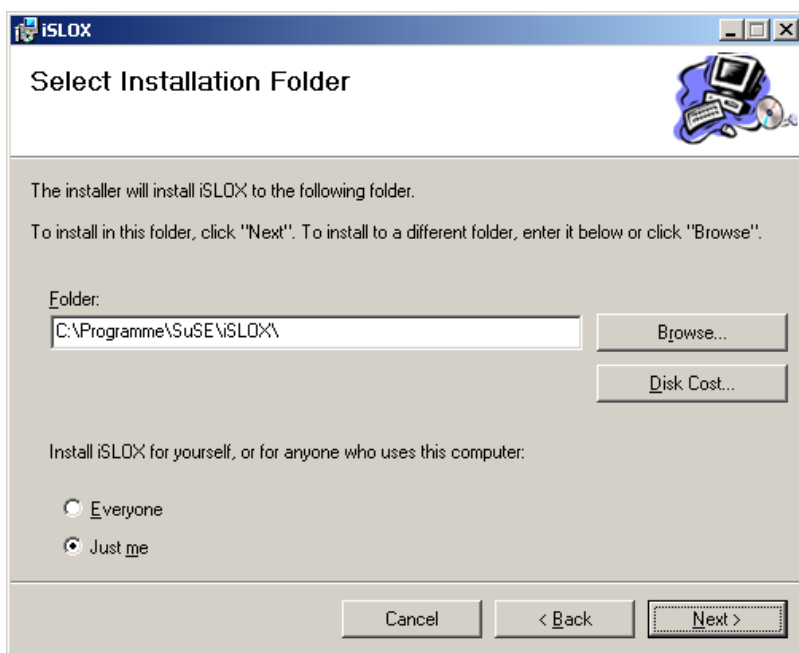 iSLOX
Select Installation Folder
The installer will install iSLOX to the following folder.
To install in this folder, click "Next". To install to a different folder, enter it below or click "Browse".
Folder:
C:\Programme\SuSE\iSLOX\
Browse...
Disk Cost...
Install iSLOX for yourself, or for anyone who uses this computer:
Everyone
Just me
Cancel
< Back
Next >